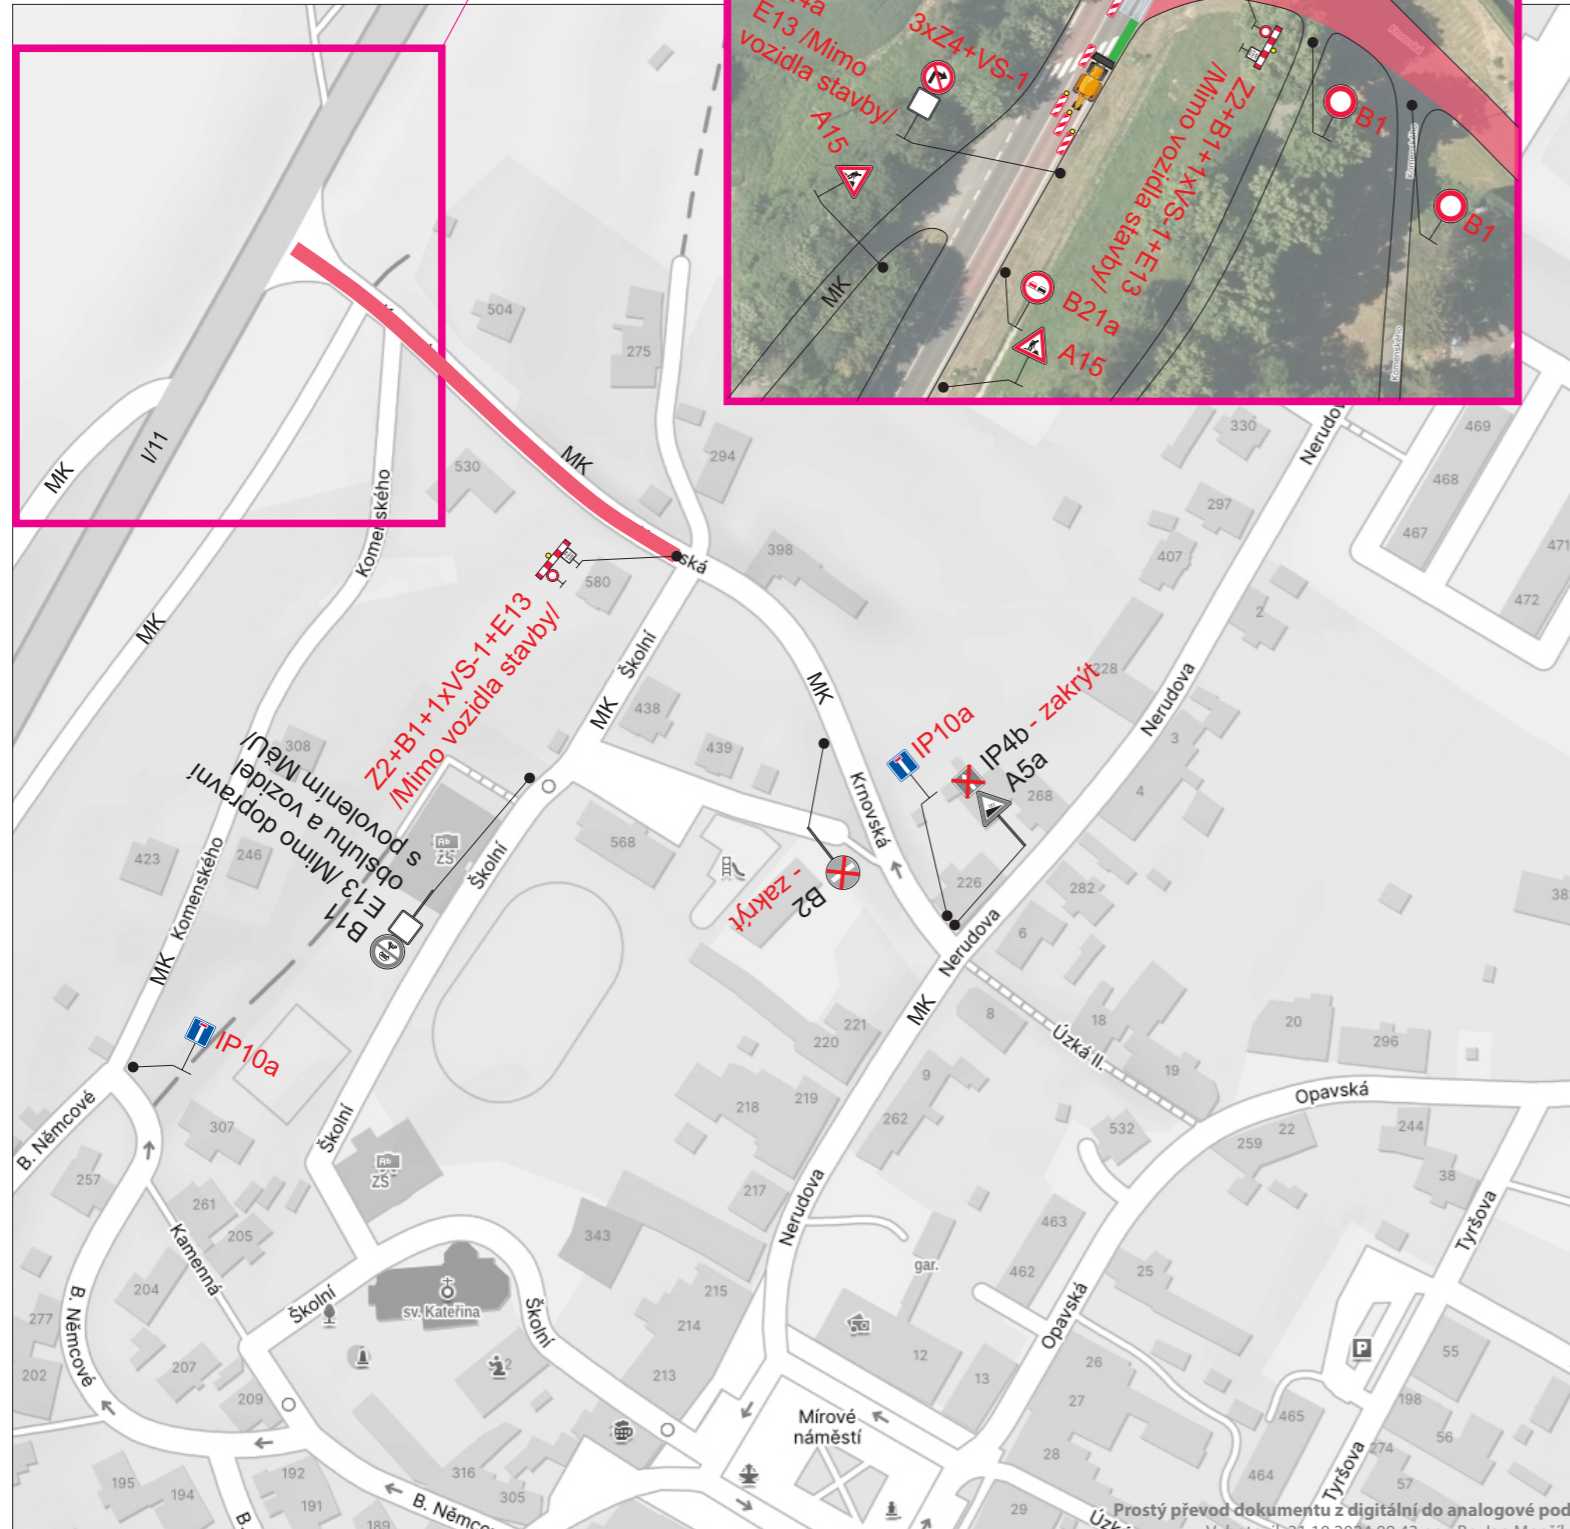 E13 /Mimo
vozidla stavby/
3xZ4+VS-1
A15
MK
Z2+B1+1xVS-1+E13
/Mimo vozidla stavby/
B1
B1
B21a
A15
Komenského
Komenského
504
275
I/11
MK
530
MK
294
Komenského
330
Nerudov
469
468
467
471
472
297
407
398
ská
580
2
MK
Z2+B1+1xVS-1+E13
/Mimo vozidla stavby/
Školní
MK
438
439
MK
228
Nerudova
3
4
IP10a
IP4b - zakrýt
A5a
268
308
B11
E13 /Mimo dopravní
obsluhu a vozidel
s povolením MěÚ/
Krnovská
568
423
246
Komenského
MK
ZŠ
Školní
B2
- zakrýt
226
282
6
Nerudova
38
MK
8
18
20
296
Úzká II.
19
221
220
9
262
219
218
IP10a
B. Němcové
307
Školní
ZŠ
Opavská
532
259
22
244
38
257
261
205
Kamenná
204
217
Nerudova
343
463
462
gar.
25
Tyršova
Opavská
277
B. Němcové
202
207
209
Školní
sv. Kateřina
Školní
215
214
213
12
13
26
27
28
29
P
55
198
56
57
274
465
464
Tyršova
Mírové
náměstí
195
194
192
191
189
316
305
B. Němco
B.
Úzká
Prostý převod dokumentu z digitální do analogové pod